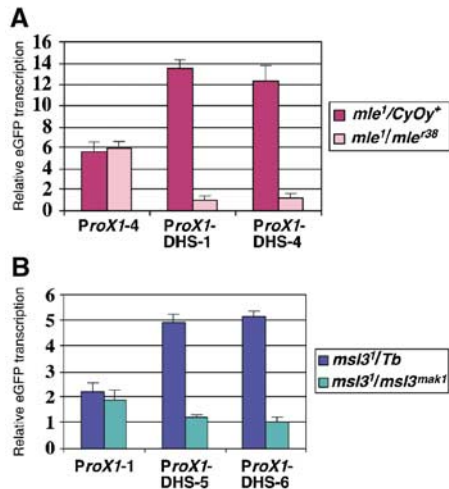 A
Relative eGFP transcription
16
14
12
10
8
6
4
2
0
ProX1-4
ProX1-DHS-1
ProX1-DHS-4
mle¹/CyOy⁺
mle¹/mleʳ³⁸
B
Relative eGFP transcription
6
5
4
3
2
1
0
ProX1-1
ProX1-DHS-5
ProX1-DHS-6
msl3¹/Tb
msl3¹/msl3ᵐᵃᵏ¹